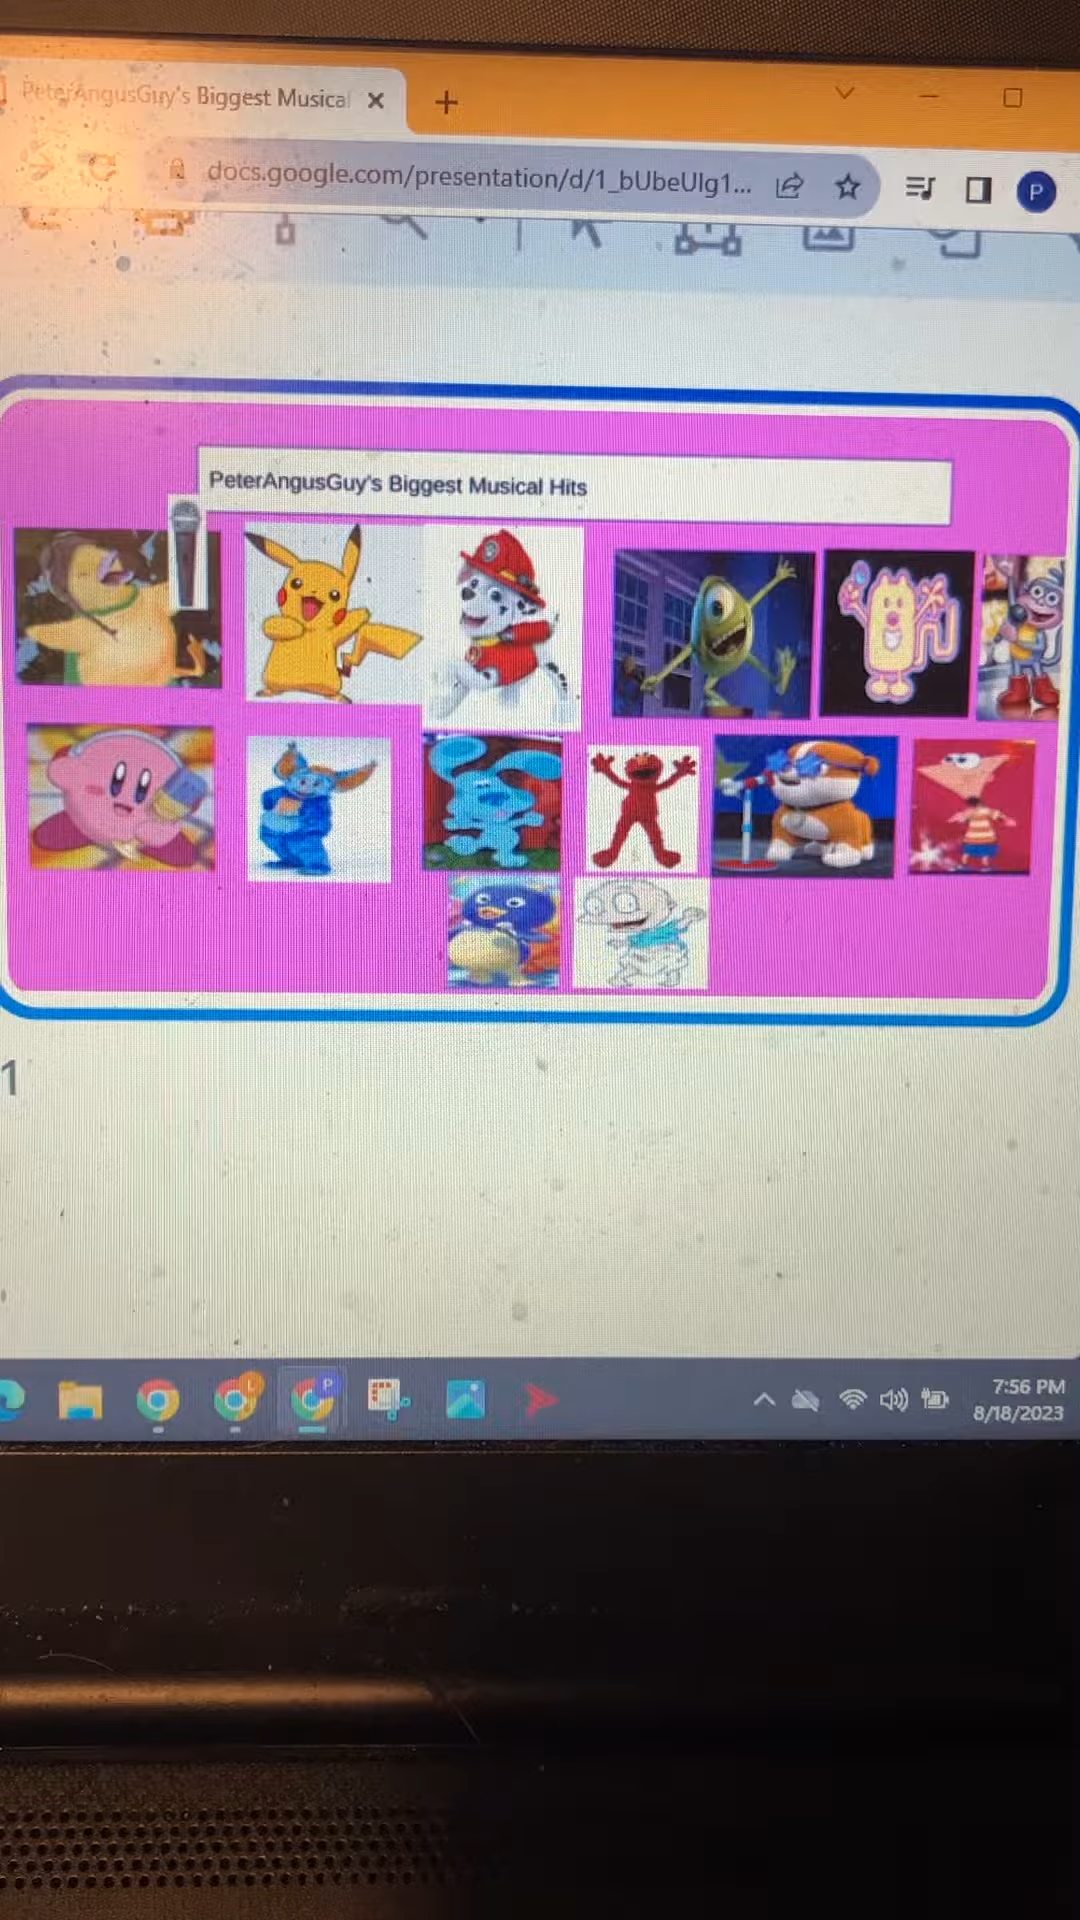 PeterAngusGuy's Biggest Musical
docs.google.com/presentation/d/1_bUbeUlg1...
P
PeterAngusGuy's Biggest Musical Hits
1
L
P
7:56 PM
8/18/2023